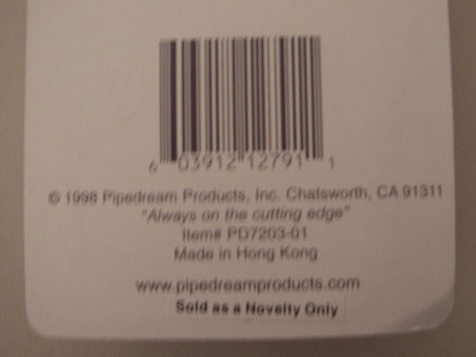 6 03912 12791 1
© 1998 Pipedream Products, Inc. Chatsworth, CA 91311
"Always on the cutting edge"
Item# PD7203-01
Made in Hong Kong
www.pipedreamproducts.com
Sold as a Novelty Only